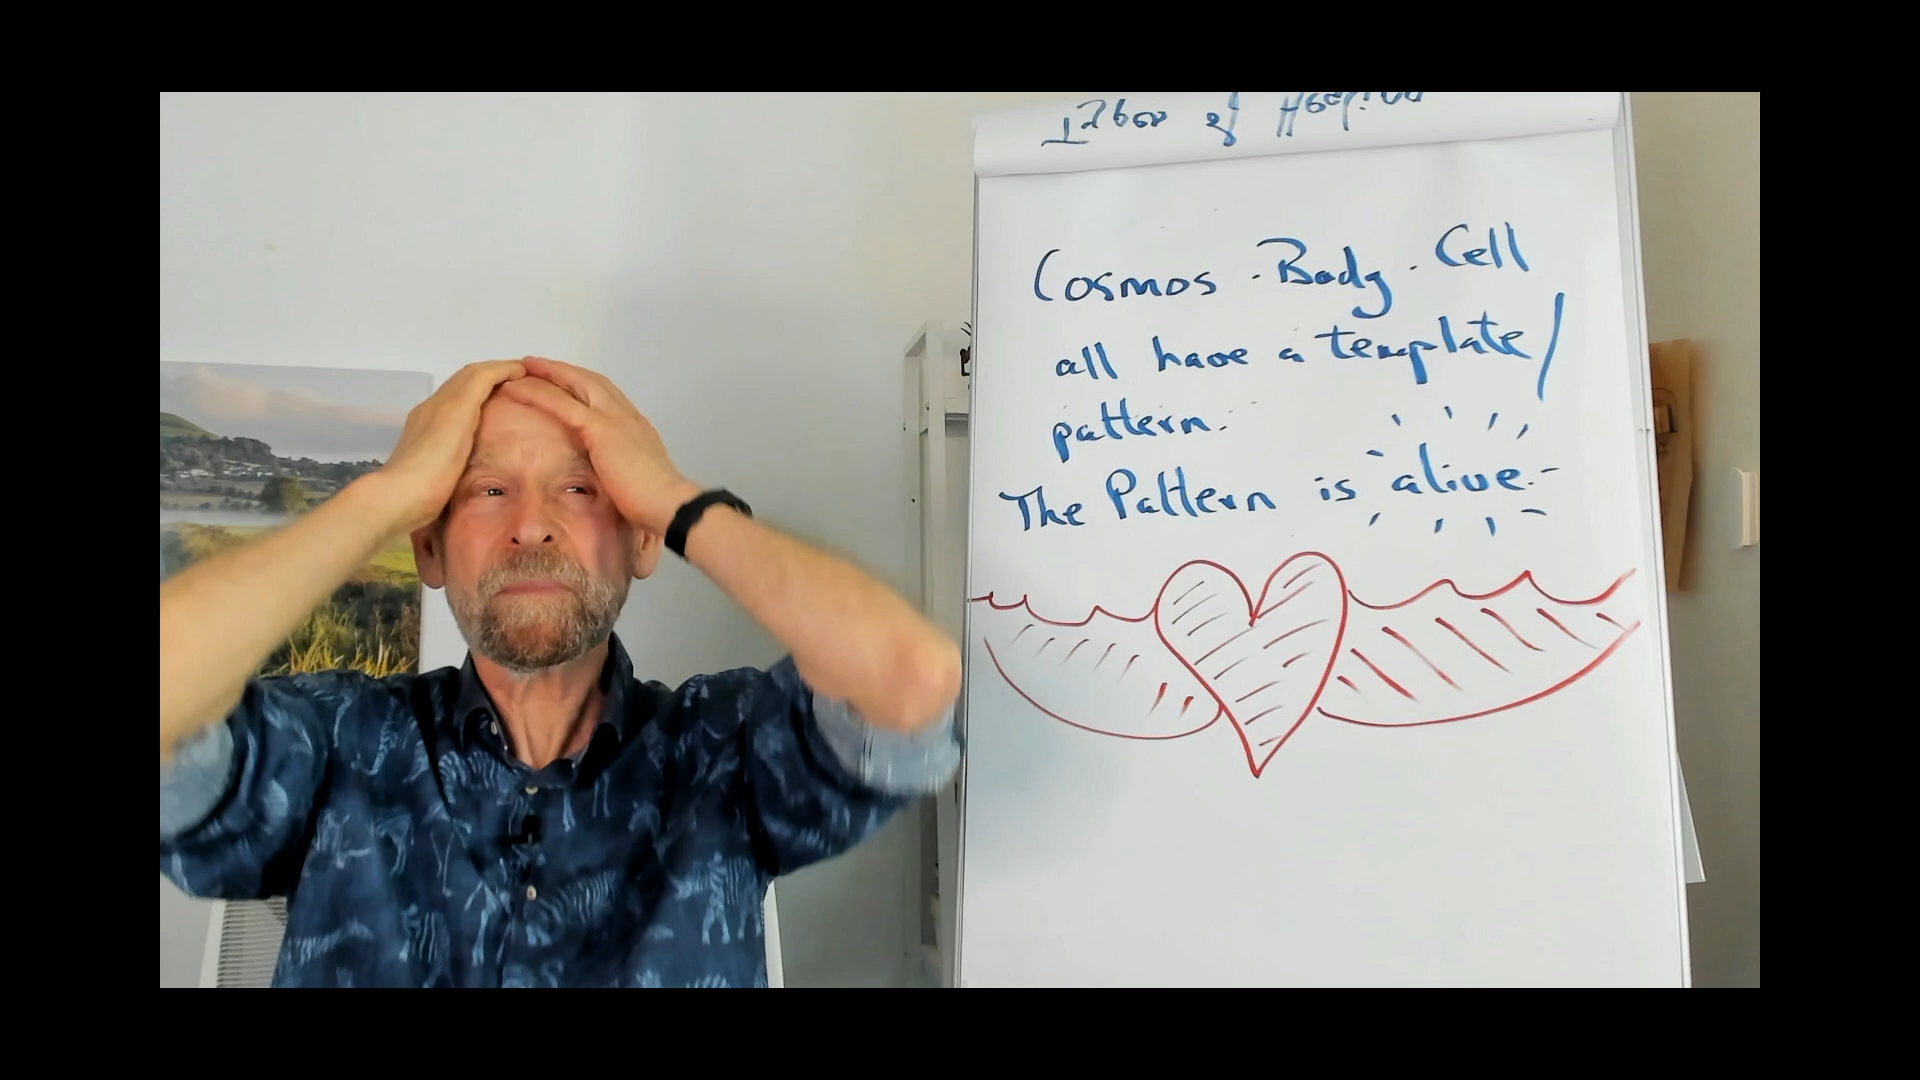 Cosmos · Body · Cell
all have a template/
pattern.
The Pattern is alive.